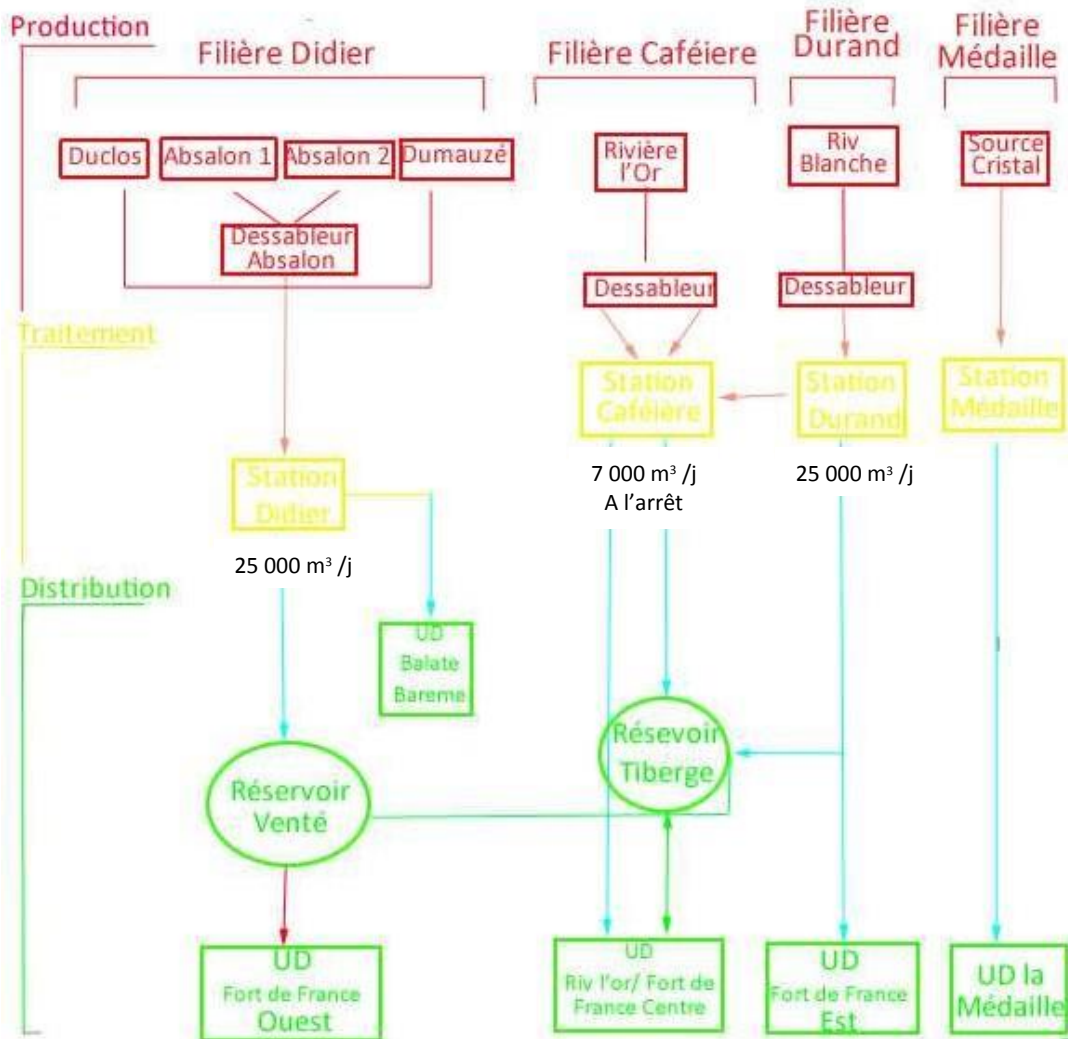 Production
Filière Didier
Filière Caféiere
Filière
Durand
Filière
Médaille
Duclos
Absalon 1
Absalon 2
Dumauzé
Rivière
l'Or
Riv
Blanche
Source
Cristal
Dessableur
Absalon
Dessableur
Dessableur
Traitement
Station
Caféière
Station
Durand
Station
Médaille
7 000 m³ /j
A l'arrêt
25 000 m³ /j
Station
Didier
25 000 m³ /j
Distribution
UD
Balate
Bareme
Résevoir
Tiberge
Réservoir
Venté
UD
Fort de France
Ouest
UD
Riv l'or/ Fort de
France Centre
UD
Fort de France
Est
UD la
Médaille